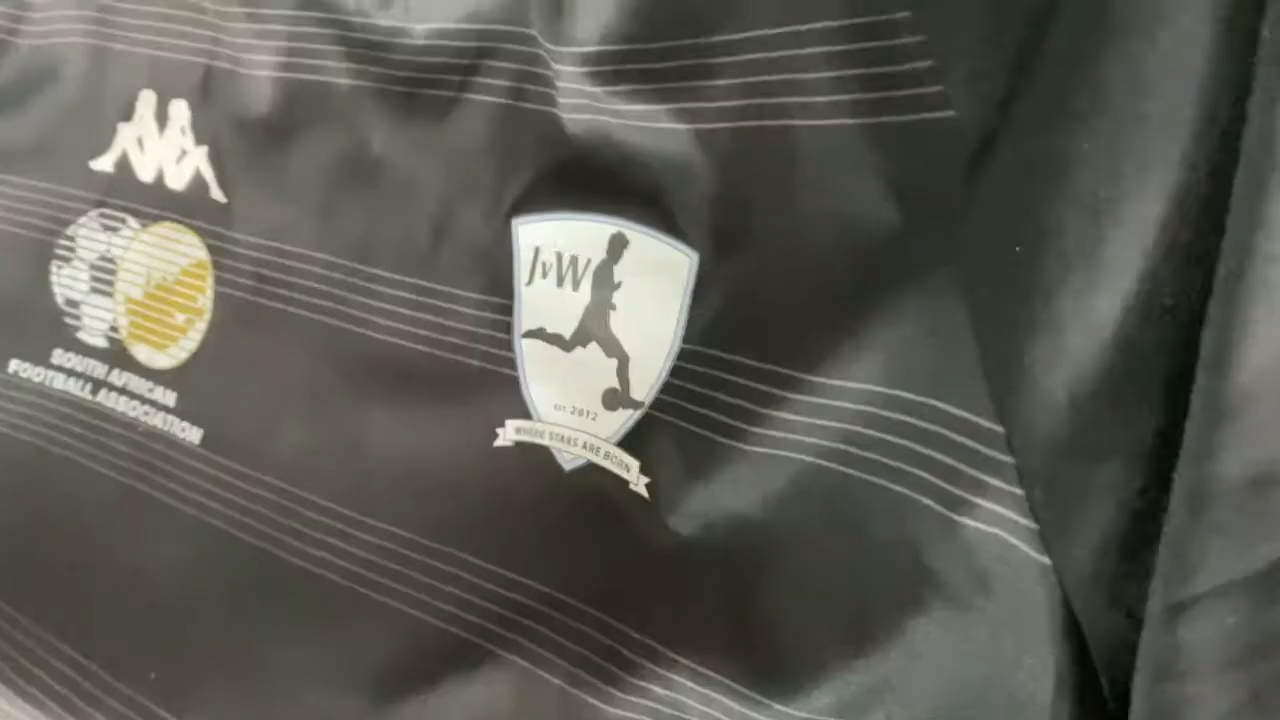 SOUTH AFRICAN
FOOTBALL ASSOCIATION
JvW
EST. 2012
WHERE STARS ARE BORN